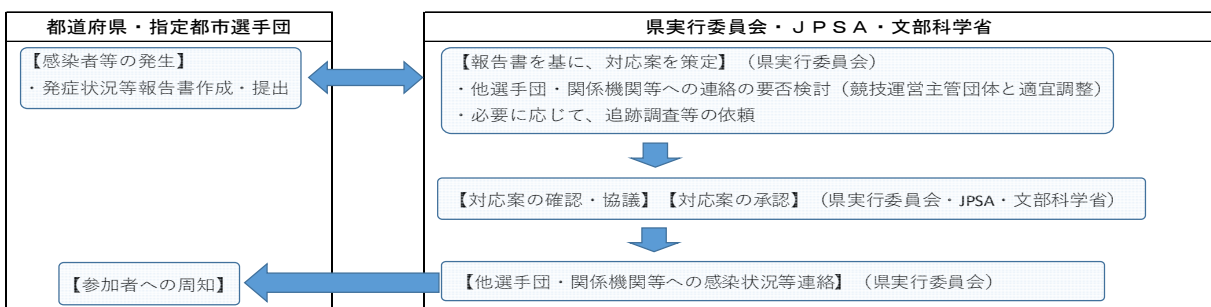 都道府県・指定都市選手団
県実行委員会・ＪＰＳＡ・文部科学省
【感染者等の発生】
・発症状況等報告書作成・提出
【報告書を基に、対応案を策定】（県実行委員会）
・他選手団・関係機関等への連絡の要否検討（競技運営主管団体と適宜調整）
・必要に応じて、追跡調査等の依頼
【対応案の確認・協議】【対応案の承認】（県実行委員会・JPSA・文部科学省）
【参加者への周知】
【他選手団・関係機関等への感染状況等連絡】（県実行委員会）